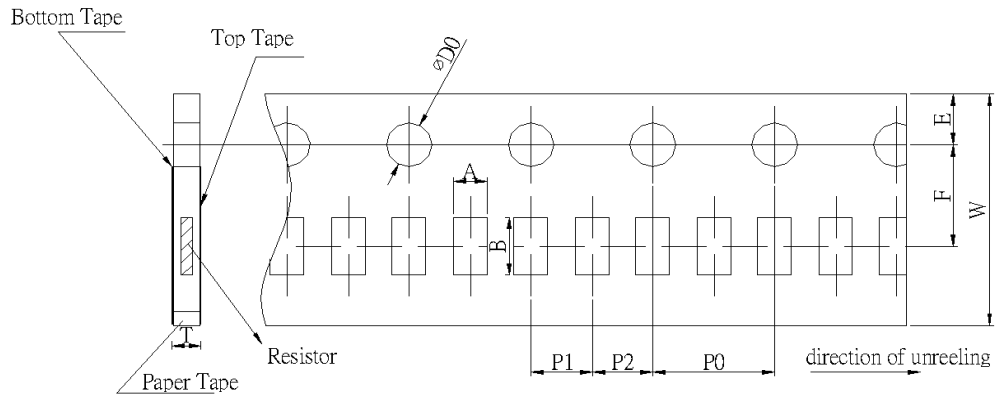 Bottom Tape
Top Tape
øD0
E
A
F
W
B
T
Resistor
P1
P2
P0
direction of unreeling
Paper Tape